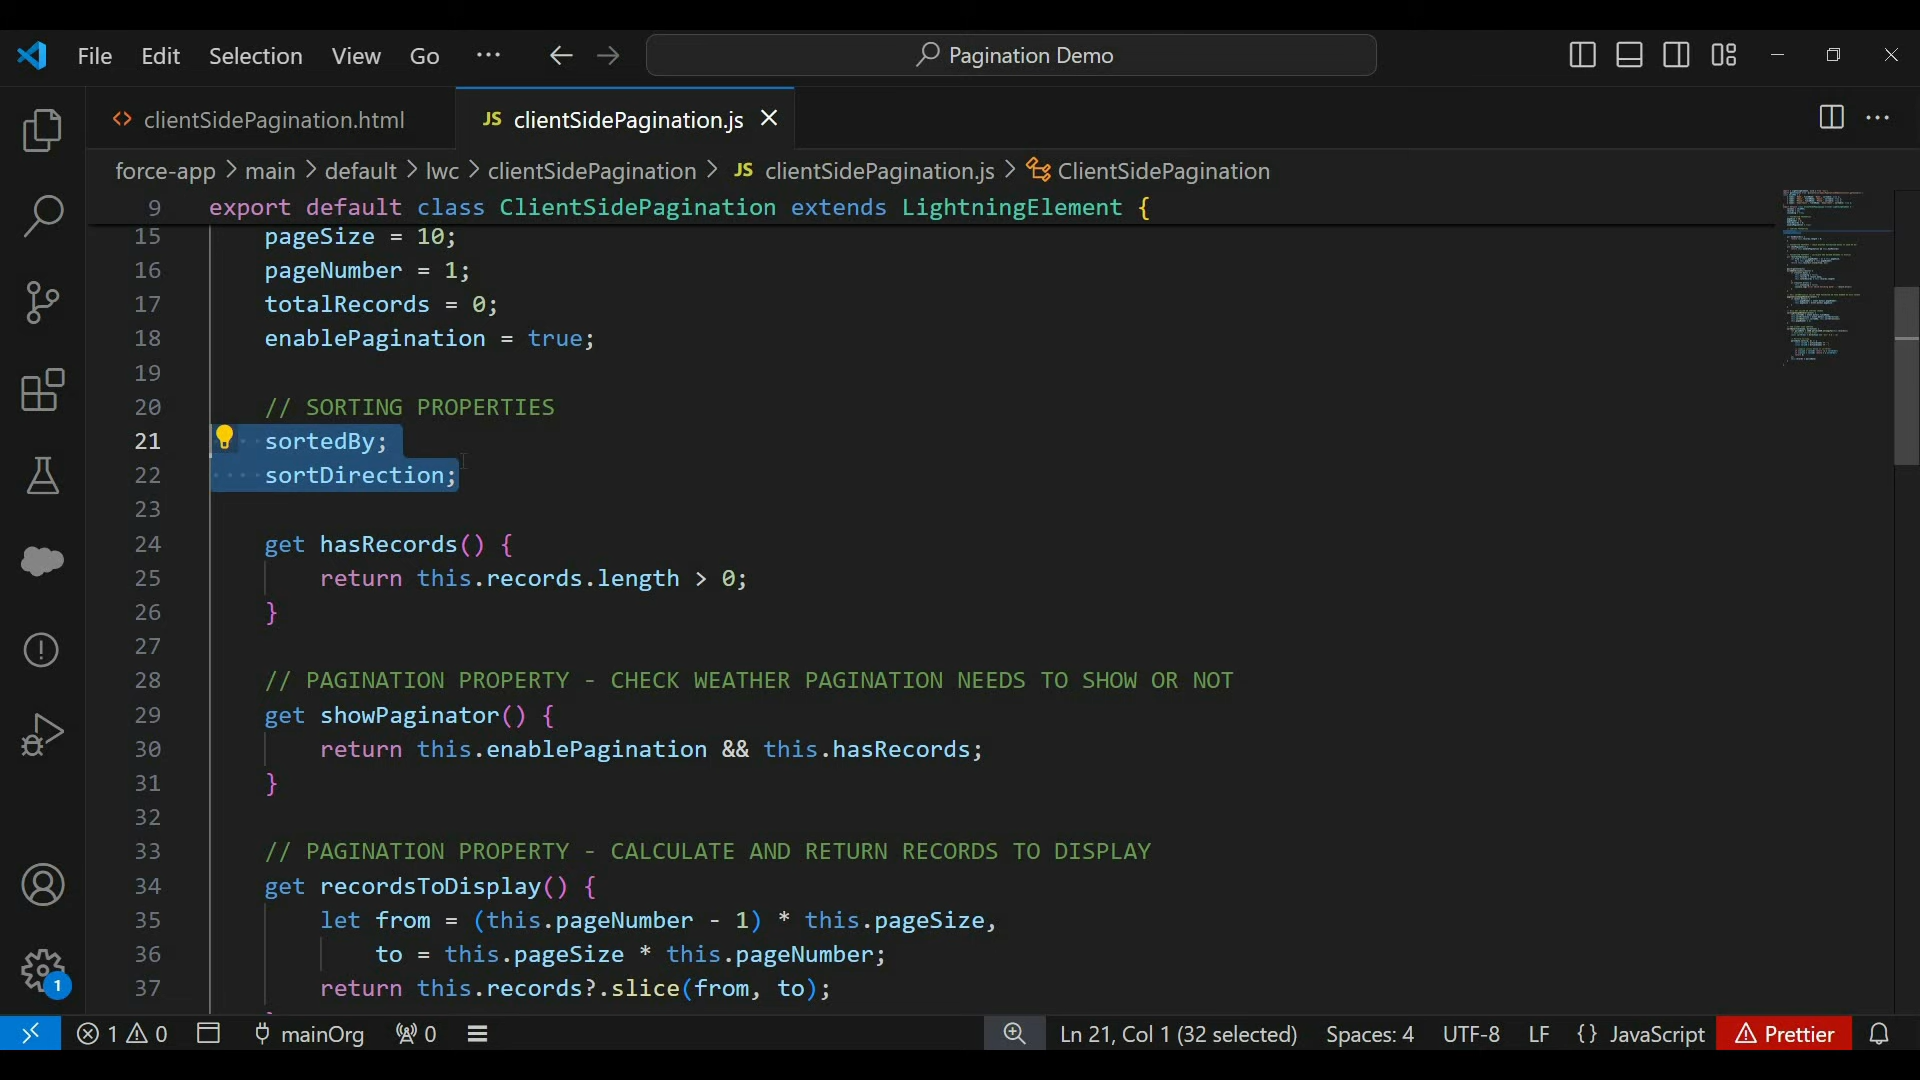 File Edit Selection View Go ··· Pagination Demo
clientSidePagination.html JS clientSidePagination.js
force-app > main > default > lwc > clientSidePagination > JS clientSidePagination.js > ClientSidePagination
9 export default class ClientSidePagination extends LightningElement {
15 pageSize = 10;
16 pageNumber = 1;
17 totalRecords = 0;
18 enablePagination = true;
19
20 // SORTING PROPERTIES
21 sortedBy;
22 sortDirection;
23
24 get hasRecords() {
25 return this.records.length > 0;
26 }
27
28 // PAGINATION PROPERTY - CHECK WEATHER PAGINATION NEEDS TO SHOW OR NOT
29 get showPaginator() {
30 return this.enablePagination && this.hasRecords;
31 }
32
33 // PAGINATION PROPERTY - CALCULATE AND RETURN RECORDS TO DISPLAY
34 get recordsToDisplay() {
35 let from = (this.pageNumber - 1) * this.pageSize,
36 to = this.pageSize * this.pageNumber;
37 return this.records?.slice(from, to);
1
1 0 mainOrg 0 Ln 21, Col 1 (32 selected) Spaces: 4 UTF-8 LF {} JavaScript Prettier